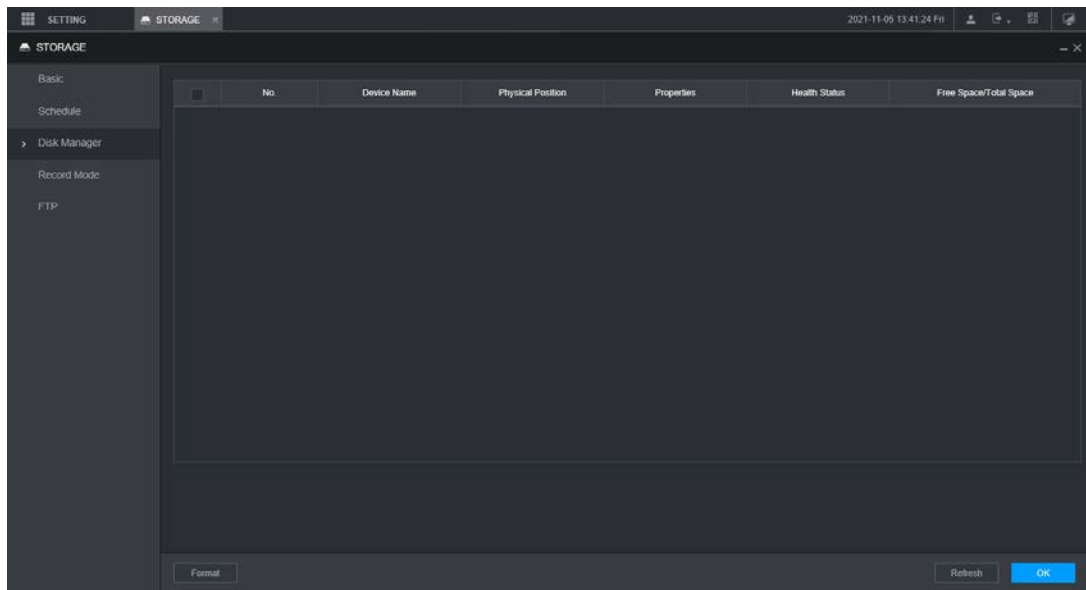 SETTING STORAGE × 2021-11-05 13:41:24 Fri
STORAGE
Basic
Schedule
Disk Manager
Record Mode
FTP
No. Device Name Physical Position Properties Health Status Free Space/Total Space
Format Refresh OK